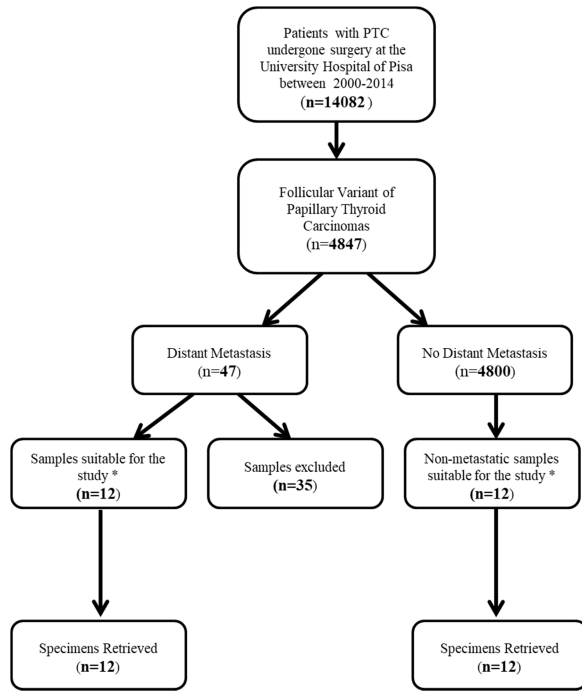 Patients with PTC
undergone surgery at the
University Hospital of Pisa
between 2000-2014
(n=14082 )
Follicular Variant of
Papillary Thyroid
Carcinomas
(n=4847)
Distant Metastasis
(n=47)
No Distant Metastasis
(n=4800)
Samples suitable for the
study *
(n=12)
Samples excluded
(n=35)
Non-metastatic samples
suitable for the study *
(n=12)
Specimens Retrieved
(n=12)
Specimens Retrieved
(n=12)